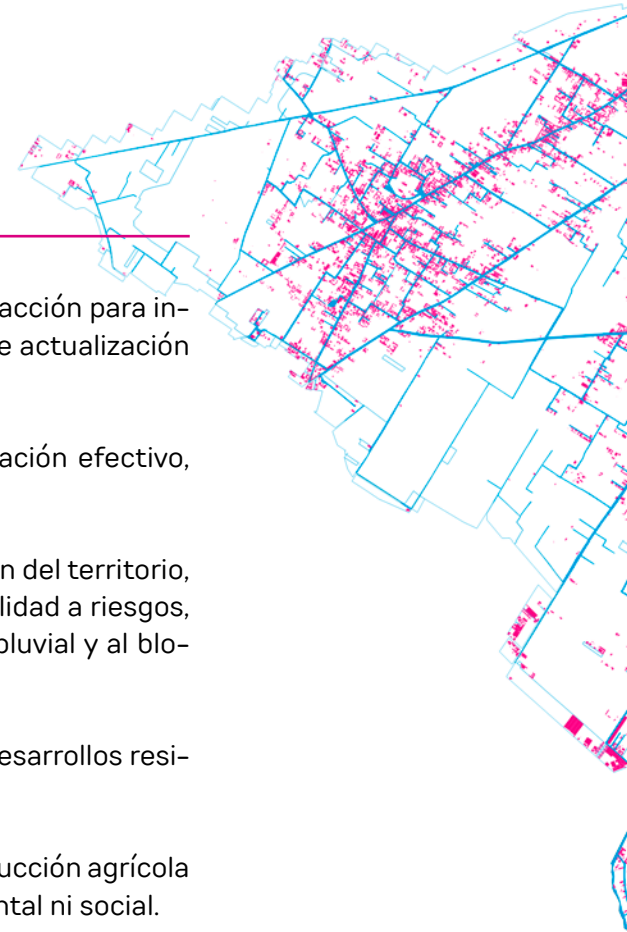 acción para in-
e actualización
ación efectivo,
n del territorio,
lidad a riesgos,
pluvial y al blo-
esarrollos resi-
ucción agrícola
ntal ni social.